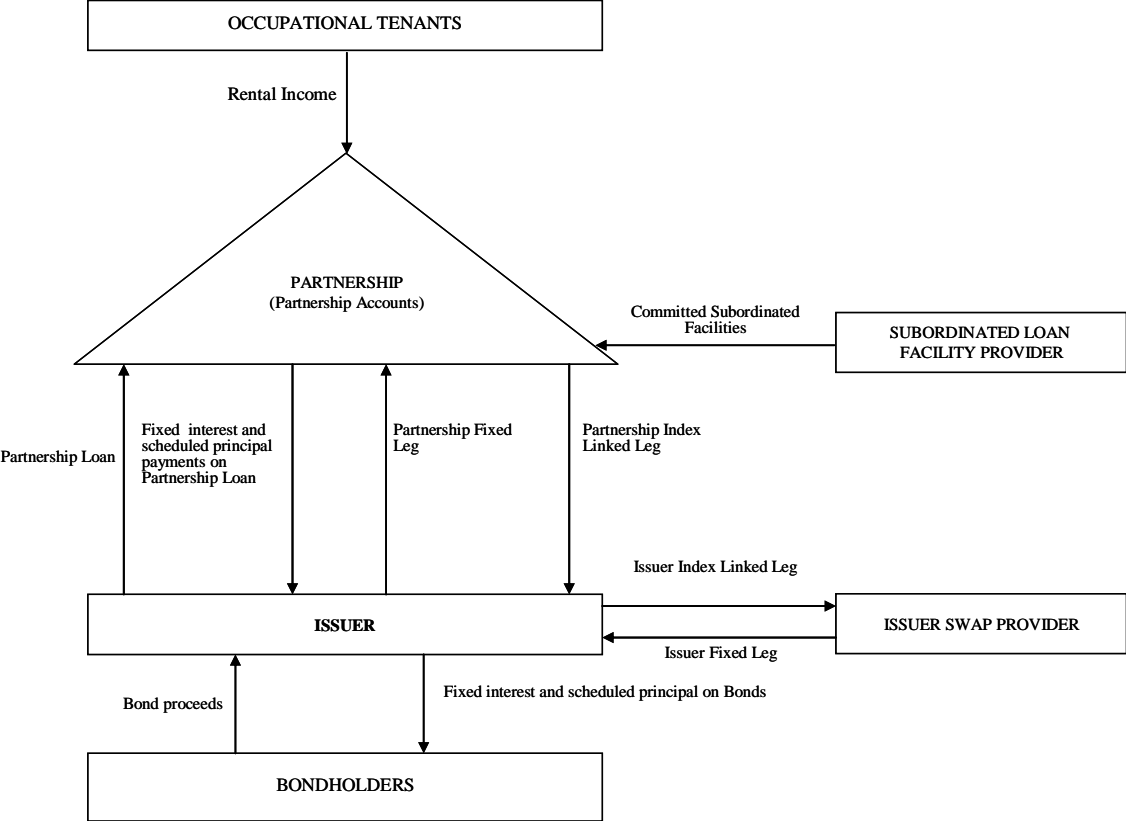 OCCUPATIONAL TENANTS
Rental Income
PARTNERSHIP
(Partnership Accounts)
Committed Subordinated
Facilities
SUBORDINATED LOAN
FACILITY PROVIDER
Partnership Loan
Fixed interest and
scheduled principal
payments on
Partnership Loan
Partnership Fixed
Leg
Partnership Index
Linked Leg
Issuer Index Linked Leg
ISSUER
ISSUER SWAP PROVIDER
Issuer Fixed Leg
Bond proceeds
Fixed interest and scheduled principal on Bonds
BONDHOLDERS